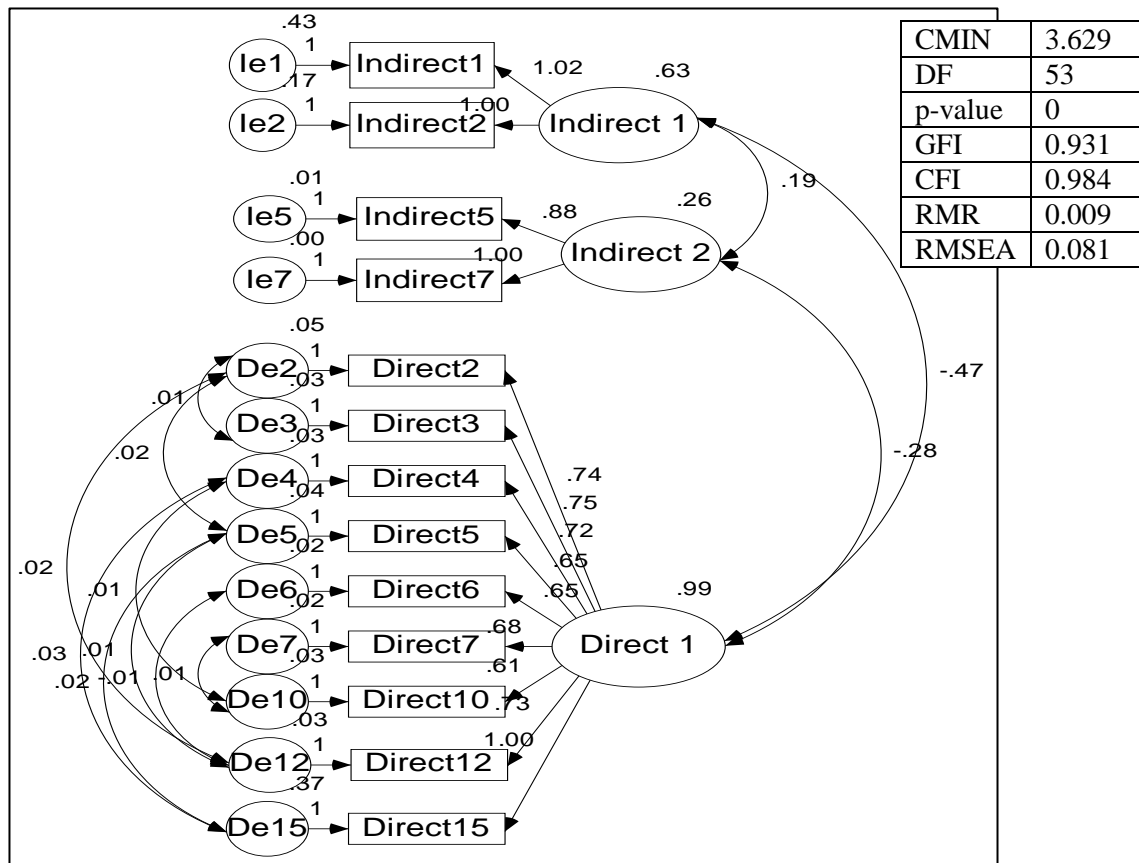 .43
Ie1 1 Indirect1 1.02 .63
.17
Ie2 1 Indirect2 1.00 Indirect 1
.19
.01
Ie5 1 Indirect5 .88 .26
.00
Ie7 1 Indirect7 1.00 Indirect 2
.05
De2 1 Direct2
.03
De3 1 Direct3
.03
De4 1 Direct4
.04
De5 1 Direct5
.02
De6 1 Direct6
.02
De7 1 Direct7
.03
De10 1 Direct10
.03
De12 1 Direct12
.37
De15 1 Direct15
.74
.75
.72
.65
.65
.68
.61
.73
1.00
.99
Direct 1
-.47
-.28
.01
.02
.02
.01
.03
.01
.02
-.01
.01
CMIN 3.629
DF 53
p-value 0
GFI 0.931
CFI 0.984
RMR 0.009
RMSEA 0.081